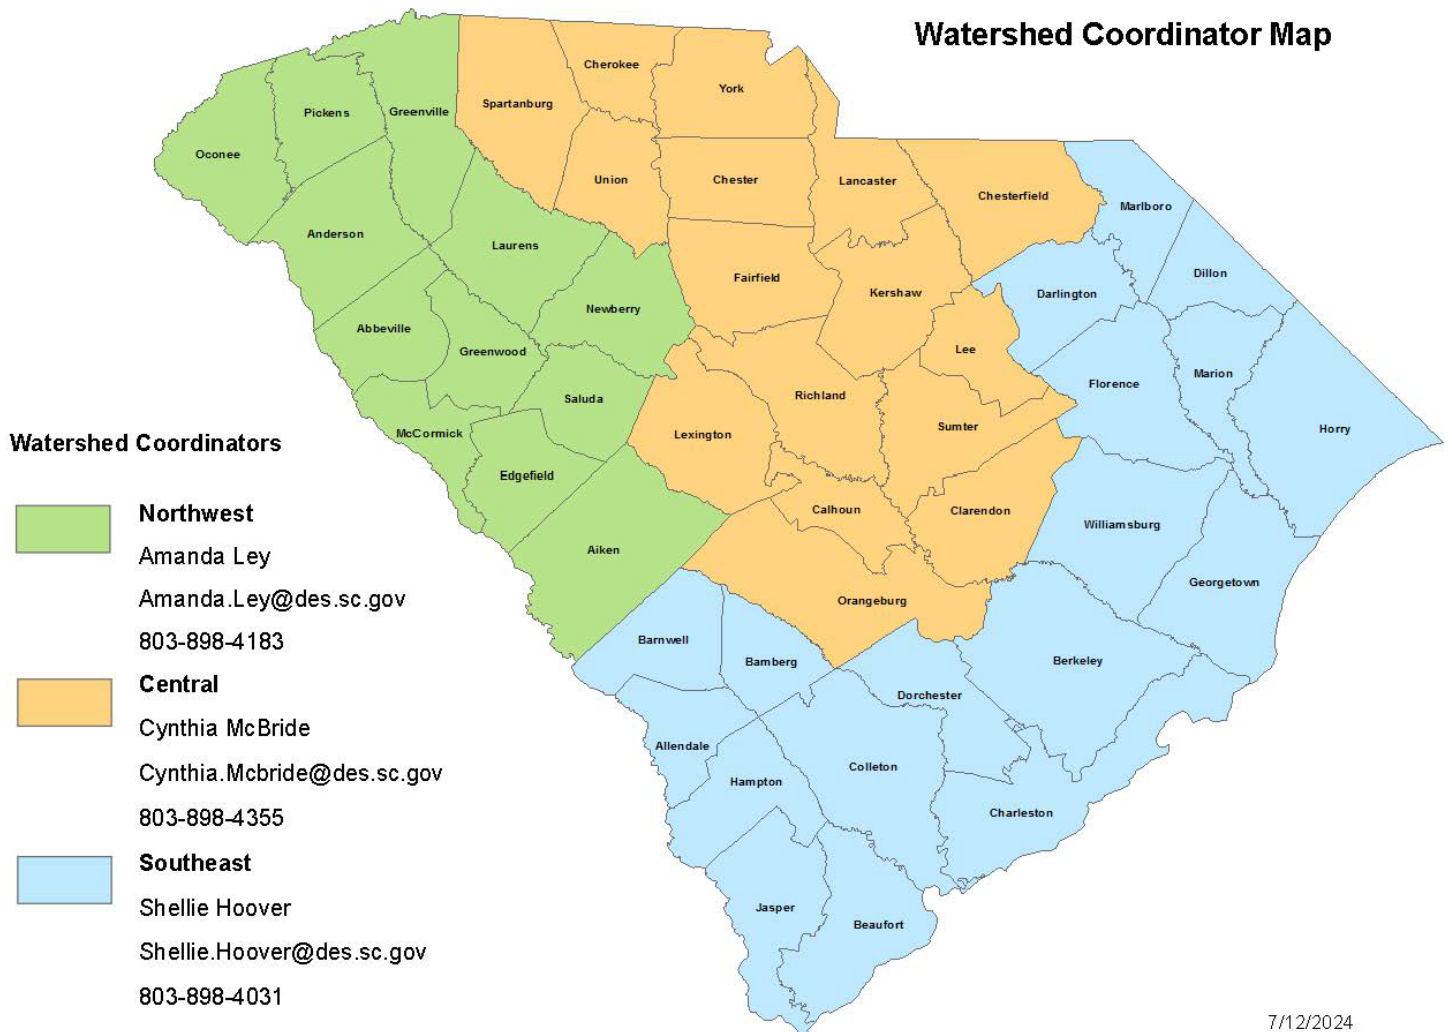 Watershed Coordinator Map
Cherokee
York
Spartanburg
Pickens
Greenville
Oconee
Union
Chester
Lancaster
Chesterfield
Marlboro
Anderson
Laurens
Fairfield
Kershaw
Dillon
Darlington
Newberry
Abbeville
Greenwood
Lee
Marion
Florence
Saluda
Richland
McCormick
Lexington
Sumter
Horry
Edgefield
Calhoun
Clarendon
Williamsburg
Aiken
Georgetown
Orangeburg
Barnwell
Bamberg
Berkeley
Dorchester
Allendale
Colleton
Hampton
Charleston
Jasper
Beaufort
Watershed Coordinators
Northwest
Amanda Ley
Amanda.Ley@des.sc.gov
803-898-4183
Central
Cynthia McBride
Cynthia.Mcbride@des.sc.gov
803-898-4355
Southeast
Shellie Hoover
Shellie.Hoover@des.sc.gov
803-898-4031
7/12/2024